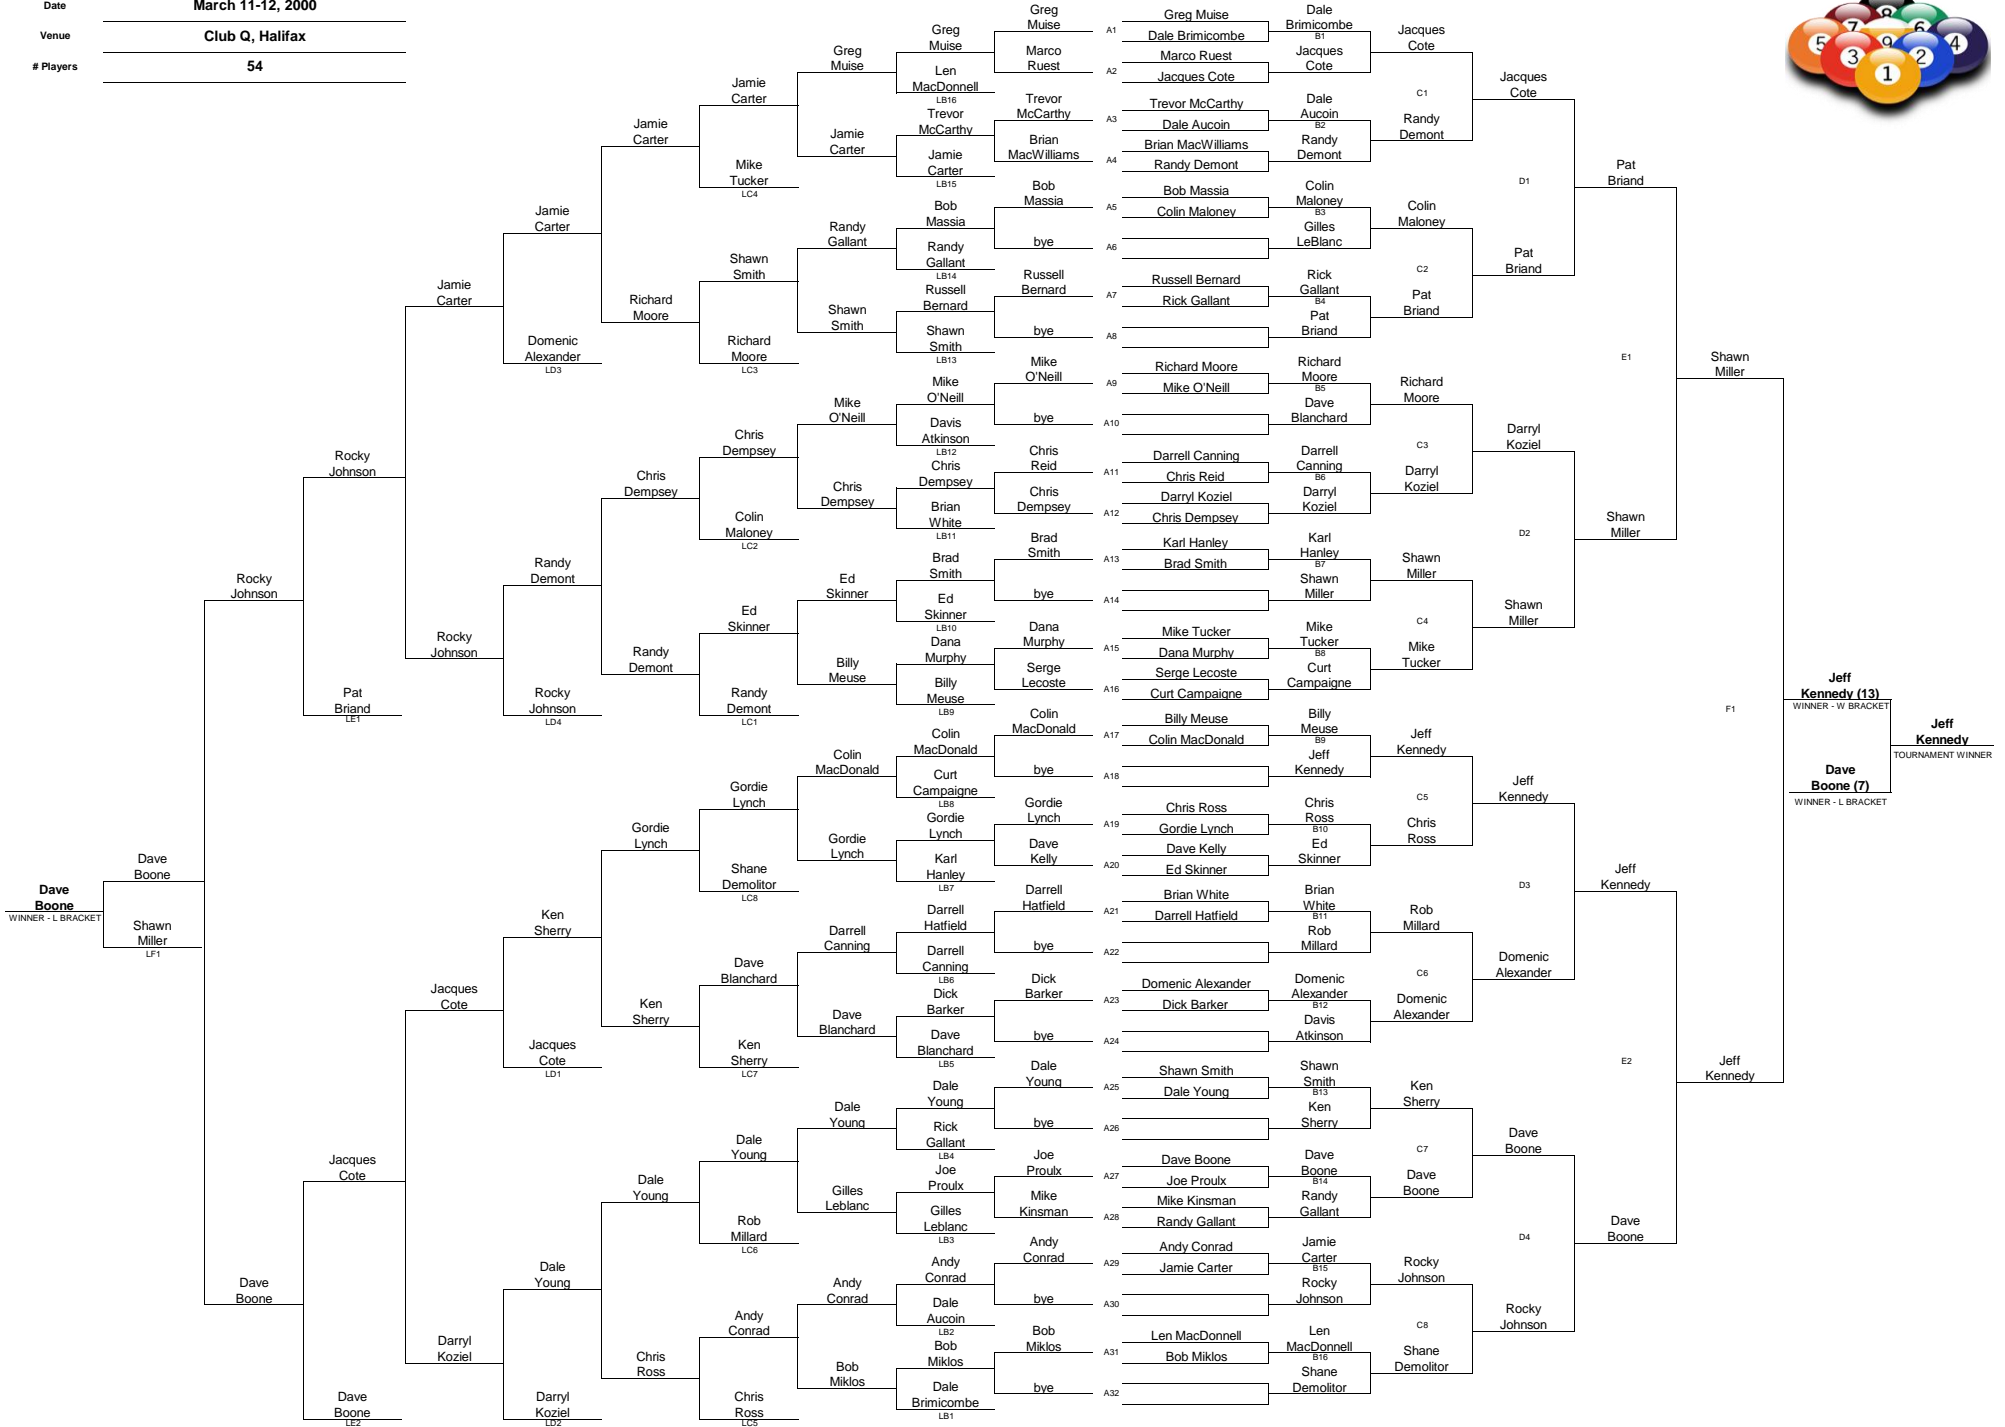 Date March 11-12, 2000
Venue Club Q, Halifax
# Players 54
Dave
Boone
WINNER - L BRACKET
Dave
Boone
Shawn
Miller
LF1
Rocky
Johnson
Dave
Boone
Rocky
Johnson
Pat
Briand
LE1
Jacques
Cote
Dave
Boone
LE2
Jamie
Carter
Rocky
Johnson
Jacques
Cote
Darryl
Koziel
Jamie
Carter
Domenic
Alexander
LD3
Randy
Demont
Rocky
Johnson
LD4
Ken
Sherry
Jacques
Cote
LD1
Dale
Young
Darryl
Koziel
LD2
Jamie
Carter
Richard
Moore
Chris
Dempsey
Randy
Demont
Gordie
Lynch
Ken
Sherry
Dale
Young
Chris
Ross
Jamie
Carter
Mike
Tucker
LC4
Shawn
Smith
Richard
Moore
LC3
Chris
Dempsey
Colin
Maloney
LC2
Ed
Skinner
Randy
Demont
LC1
Gordie
Lynch
Shane
Demolitor
LC8
Dave
Blanchard
Ken
Sherry
LC7
Dale
Young
Rob
Millard
LC6
Andy
Conrad
Chris
Ross
LC5
Greg
Muise
Jamie
Carter
Randy
Gallant
Shawn
Smith
Mike
O'Neill
Chris
Dempsey
Ed
Skinner
Billy
Meuse
Colin
MacDonald
Gordie
Lynch
Darrell
Canning
Dave
Blanchard
Dale
Young
Gilles
Leblanc
Andy
Conrad
Bob
Miklos
Greg
Muise
Len
MacDonnell
LB16
Trevor
McCarthy
Jamie
Carter
LB15
Bob
Massia
Randy
Gallant
LB14
Russell
Bernard
Shawn
Smith
LB13
Mike
O'Neill
Davis
Atkinson
LB12
Chris
Dempsey
Brian
White
LB11
Brad
Smith
Ed
Skinner
LB10
Dana
Murphy
Billy
Meuse
LB9
Colin
MacDonald
Curt
Campaigne
LB8
Gordie
Lynch
Karl
Hanley
LB7
Darrell
Hatfield
Darrell
Canning
LB6
Dick
Barker
Dave
Blanchard
LB5
Dale
Young
Rick
Gallant
LB4
Joe
Proulx
Gilles
Leblanc
LB3
Andy
Conrad
Dale
Aucoin
LB2
Bob
Miklos
Dale
Brimicombe
LB1
Greg
Muise
Marco
Ruest
Trevor
McCarthy
Brian
MacWilliams
Bob
Massia
bye
Russell
Bernard
bye
Mike
O'Neill
bye
Chris
Reid
Chris
Dempsey
Brad
Smith
bye
Dana
Murphy
Serge
Lecoste
Colin
MacDonald
bye
Gordie
Lynch
Dave
Kelly
Darrell
Hatfield
bye
Dick
Barker
bye
Dale
Young
bye
Joe
Proulx
Mike
Kinsman
Andy
Conrad
bye
Bob
Miklos
bye
A1
A2
A3
A4
A5
A6
A7
A8
A9
A10
A11
A12
A13
A14
A15
A16
A17
A18
A19
A20
A21
A22
A23
A24
A25
A26
A27
A28
A29
A30
A31
A32
Greg Muise
Dale Brimicombe
Marco Ruest
Jacques Cote
Trevor McCarthy
Dale Aucoin
Brian MacWilliams
Randy Demont
Bob Massia
Colin Maloney
Russell Bernard
Rick Gallant
Richard Moore
Mike O'Neill
Darrell Canning
Chris Reid
Darryl Koziel
Chris Dempsey
Karl Hanley
Brad Smith
Mike Tucker
Dana Murphy
Serge Lecoste
Curt Campaigne
Billy Meuse
Colin MacDonald
Chris Ross
Gordie Lynch
Dave Kelly
Ed Skinner
Brian White
Darrell Hatfield
Domenic Alexander
Dick Barker
Shawn Smith
Dale Young
Dave Boone
Joe Proulx
Mike Kinsman
Randy Gallant
Andy Conrad
Jamie Carter
Len MacDonnell
Bob Miklos
Dale
Brimicombe
B1
Jacques
Cote
Dale
Aucoin
B2
Randy
Demont
Colin
Maloney
B3
Gilles
LeBlanc
Rick
Gallant
B4
Pat
Briand
Richard
Moore
B5
Dave
Blanchard
Darrell
Canning
B6
Darryl
Koziel
Karl
Hanley
B7
Shawn
Miller
Mike
Tucker
B8
Curt
Campaigne
Billy
Meuse
B9
Jeff
Kennedy
Chris
Ross
B10
Ed
Skinner
Brian
White
B11
Rob
Millard
Domenic
Alexander
B12
Davis
Atkinson
Shawn
Smith
B13
Ken
Sherry
Dave
Boone
B14
Randy
Gallant
Jamie
Carter
B15
Rocky
Johnson
Len
MacDonnell
B16
Shane
Demolitor
Jacques
Cote
C1
Randy
Demont
Colin
Maloney
C2
Pat
Briand
Richard
Moore
C3
Darryl
Koziel
Shawn
Miller
C4
Mike
Tucker
Jeff
Kennedy
C5
Chris
Ross
Rob
Millard
C6
Domenic
Alexander
Ken
Sherry
C7
Dave
Boone
Rocky
Johnson
C8
Shane
Demolitor
Jacques
Cote
D1
Pat
Briand
Darryl
Koziel
D2
Shawn
Miller
Jeff
Kennedy
D3
Domenic
Alexander
Dave
Boone
D4
Rocky
Johnson
Pat
Briand
E1
Shawn
Miller
Jeff
Kennedy
E2
Dave
Boone
Shawn
Miller
F1
Jeff
Kennedy
Jeff
Kennedy (13)
WINNER - W BRACKET
Dave
Boone (7)
WINNER - L BRACKET
Jeff
Kennedy
TOURNAMENT WINNER
8
7 6
5 9 4
3 2
1